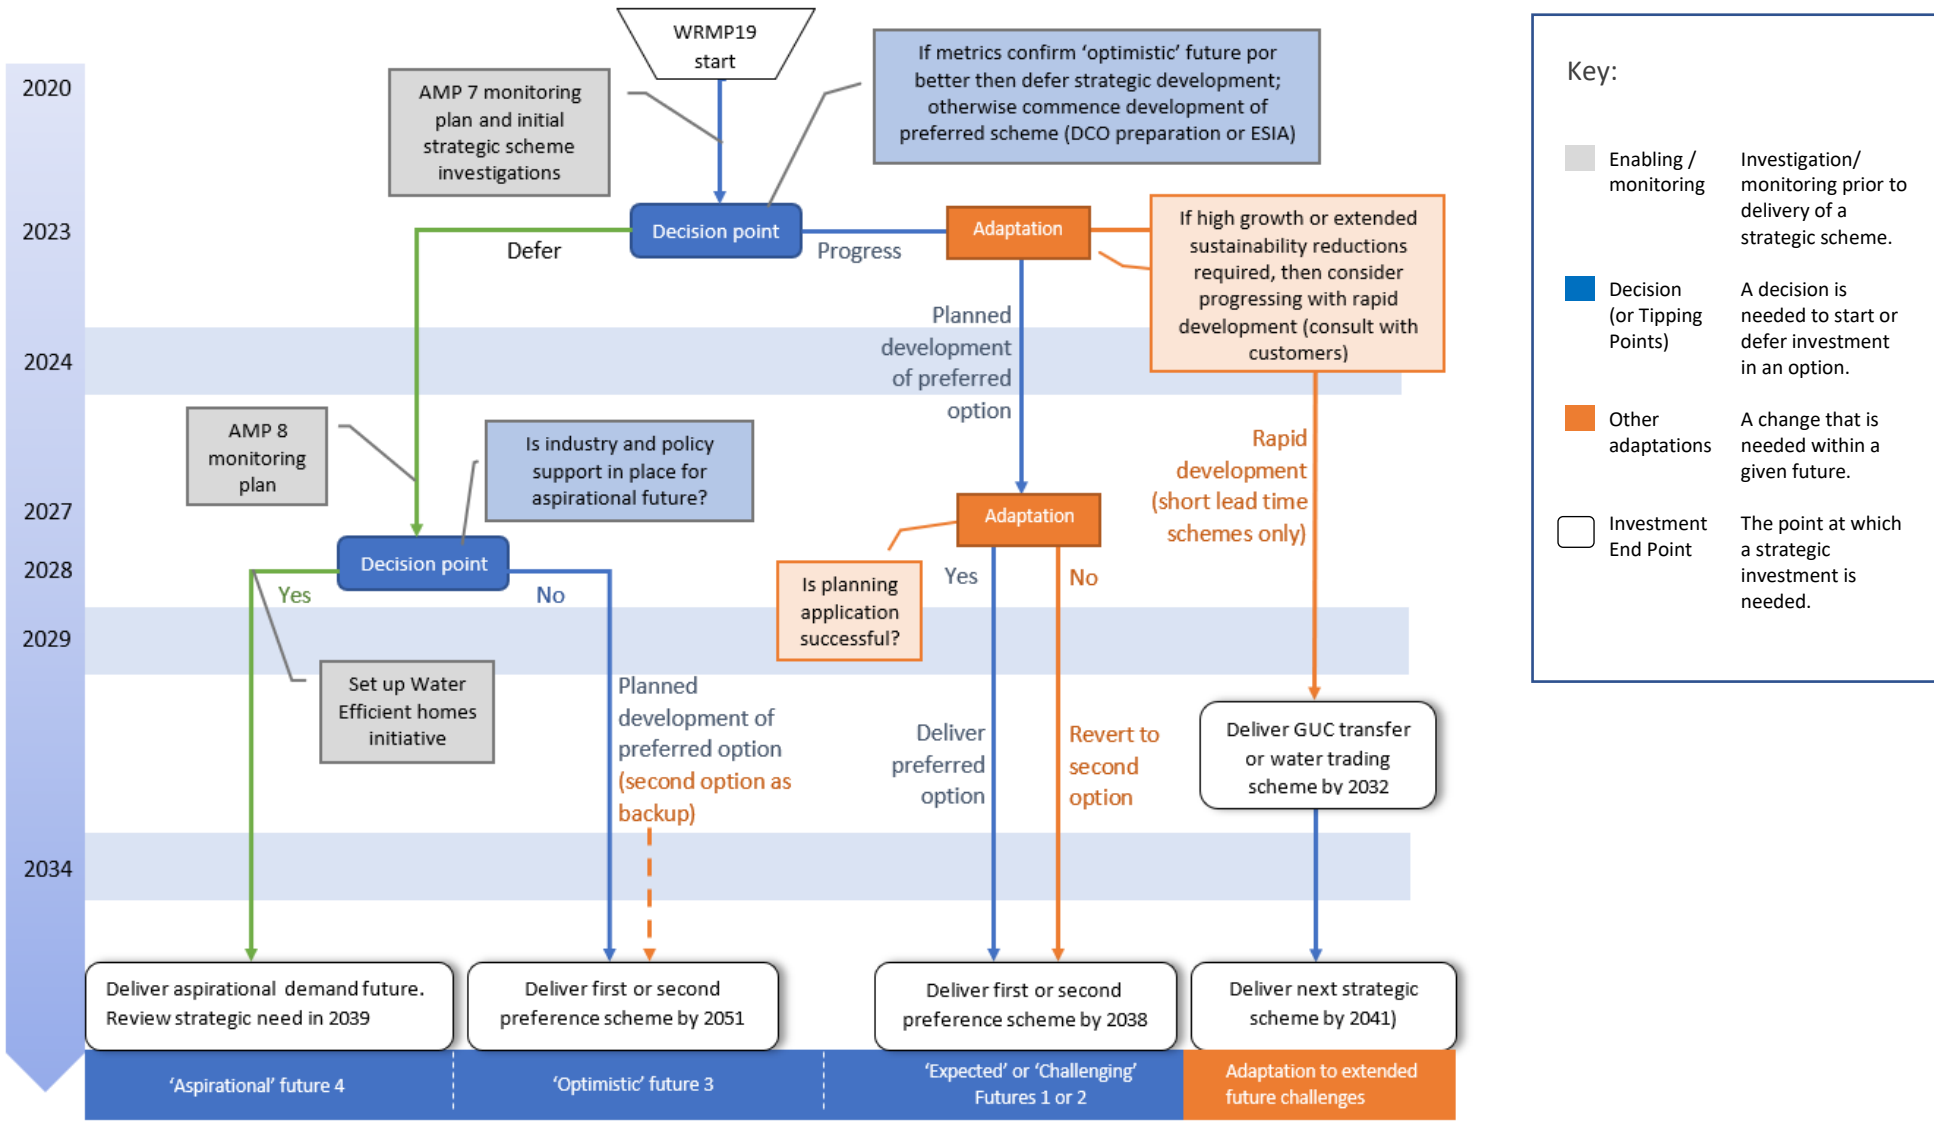 WRMP19
start
AMP 7 monitoring
plan and initial
strategic scheme
investigations
If metrics confirm ‘optimistic’ future por
better then defer strategic development;
otherwise commence development of
preferred scheme (DCO preparation or ESIA)
2020
2023
2024
2027
2028
2029
2034
Decision point
Defer
Progress
Adaptation
If high growth or extended
sustainability reductions
required, then consider
progressing with rapid
development (consult with
customers)
Planned
development
of preferred
option
Rapid
development
(short lead time
schemes only)
AMP 8
monitoring
plan
Is industry and policy
support in place for
aspirational future?
Decision point
Yes
No
Adaptation
Is planning
application
successful?
Yes
No
Set up Water
Efficient homes
initiative
Planned
development of
preferred option
(second option as
backup)
Deliver
preferred
option
Revert to
second
option
Deliver GUC transfer
or water trading
scheme by 2032
Deliver aspirational demand future.
Review strategic need in 2039
Deliver first or second
preference scheme by 2051
Deliver first or second
preference scheme by 2038
Deliver next strategic
scheme by 2041)
‘Aspirational’ future 4
‘Optimistic’ future 3
‘Expected’ or ‘Challenging’
Futures 1 or 2
Adaptation to extended
future challenges
Key:
Enabling /
monitoring
Investigation/
monitoring prior to
delivery of a
strategic scheme.
Decision
(or Tipping
Points)
A decision is
needed to start or
defer investment
in an option.
Other
adaptations
A change that is
needed within a
given future.
Investment
End Point
The point at which
a strategic
investment is
needed.